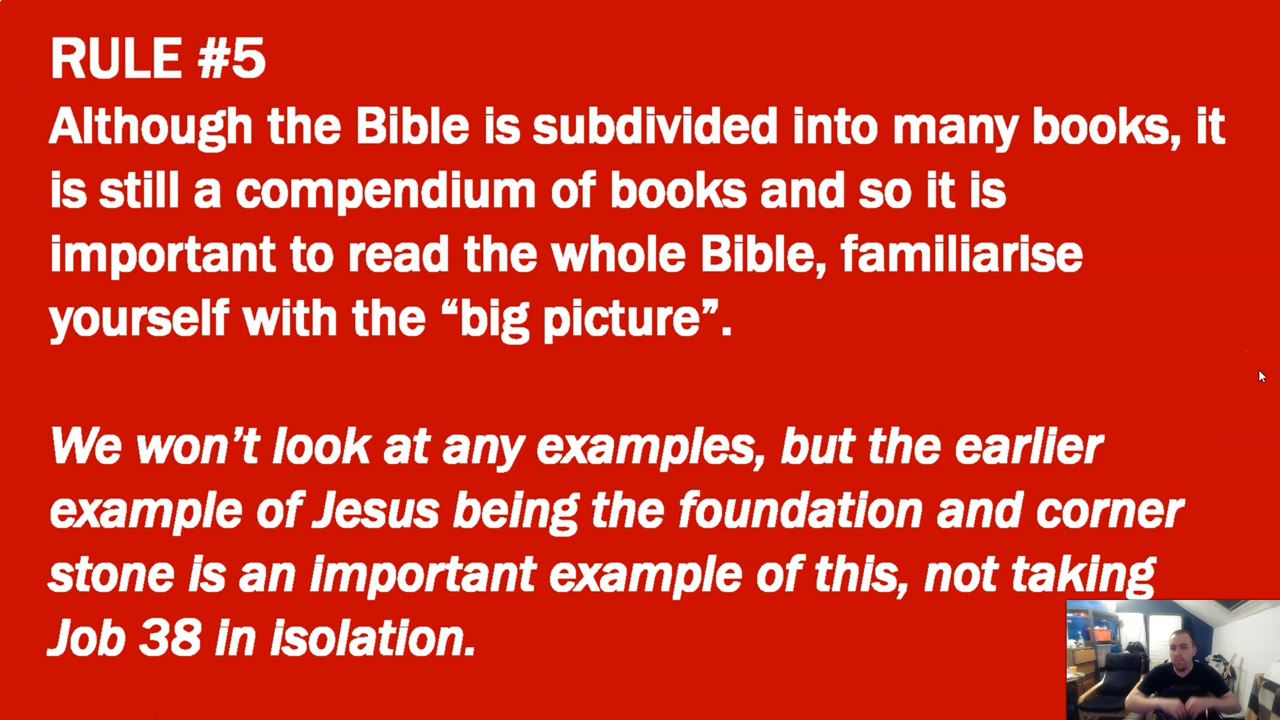 RULE #5
Although the Bible is subdivided into many books, it
is still a compendium of books and so it is
important to read the whole Bible, familiarise
yourself with the “big picture”.
We won’t look at any examples, but the earlier
example of Jesus being the foundation and corner
stone is an important example of this, not taking
Job 38 in isolation.